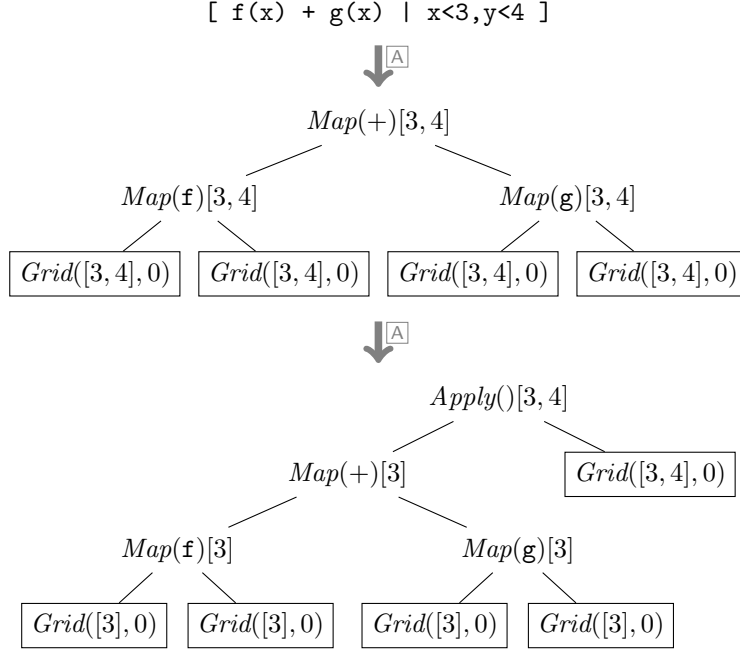 [ f(x) + g(x) | x<3,y<4 ]
A
Map(+)[3, 4]
Map(f)[3, 4] Map(g)[3, 4]
Grid([3, 4], 0) Grid([3, 4], 0) Grid([3, 4], 0) Grid([3, 4], 0)
A
Apply()[3, 4]
Map(+)[3] Grid([3, 4], 0)
Map(f)[3] Map(g)[3]
Grid([3], 0) Grid([3], 0) Grid([3], 0) Grid([3], 0)